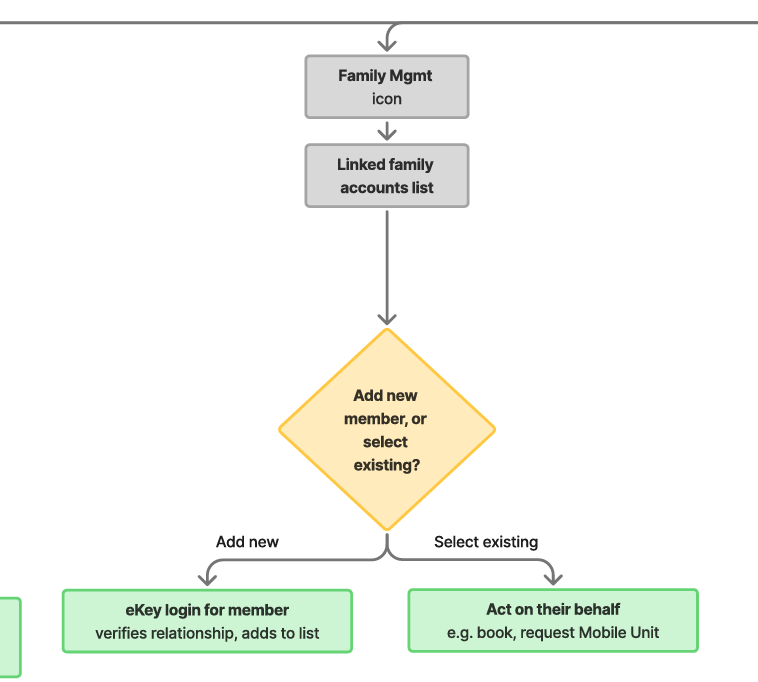 Family Mgmt
icon
Linked family
accounts list
Add new
member, or
select
existing?
Add new
Select existing
eKey login for member
verifies relationship, adds to list
Act on their behalf
e.g. book, request Mobile Unit